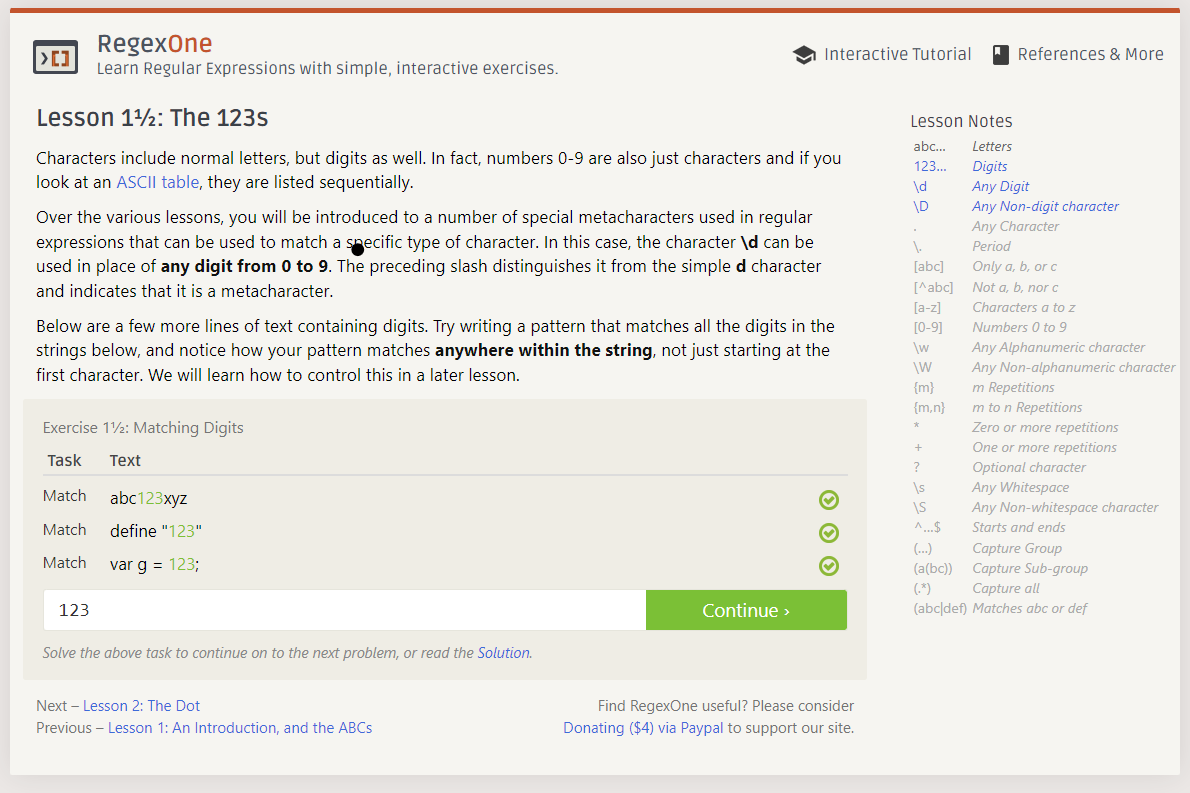 RegexOne
Learn Regular Expressions with simple, interactive exercises.
Interactive Tutorial
References & More
Lesson 1½: The 123s
Characters include normal letters, but digits as well. In fact, numbers 0-9 are also just characters and if you
look at an ASCII table, they are listed sequentially.
Over the various lessons, you will be introduced to a number of special metacharacters used in regular
expressions that can be used to match a specific type of character. In this case, the character \d can be
used in place of any digit from 0 to 9. The preceding slash distinguishes it from the simple d character
and indicates that it is a metacharacter.
Below are a few more lines of text containing digits. Try writing a pattern that matches all the digits in the
strings below, and notice how your pattern matches anywhere within the string, not just starting at the
first character. We will learn how to control this in a later lesson.
Exercise 1½: Matching Digits
Task Text
Match abc123xyz
Match define "123"
Match var g = 123;
123
Continue ›
Solve the above task to continue on to the next problem, or read the Solution.
Next – Lesson 2: The Dot
Previous – Lesson 1: An Introduction, and the ABCs
Find RegexOne useful? Please consider
Donating ($4) via Paypal to support our site.
Lesson Notes
abc... Letters
123... Digits
\d Any Digit
\D Any Non-digit character
. Any Character
\. Period
[abc] Only a, b, or c
[^abc] Not a, b, nor c
[a-z] Characters a to z
[0-9] Numbers 0 to 9
\w Any Alphanumeric character
\W Any Non-alphanumeric character
{m} m Repetitions
{m,n} m to n Repetitions
* Zero or more repetitions
+ One or more repetitions
? Optional character
\s Any Whitespace
\S Any Non-whitespace character
^...$ Starts and ends
(...) Capture Group
(a(bc)) Capture Sub-group
(.*) Capture all
(abc|def) Matches abc or def